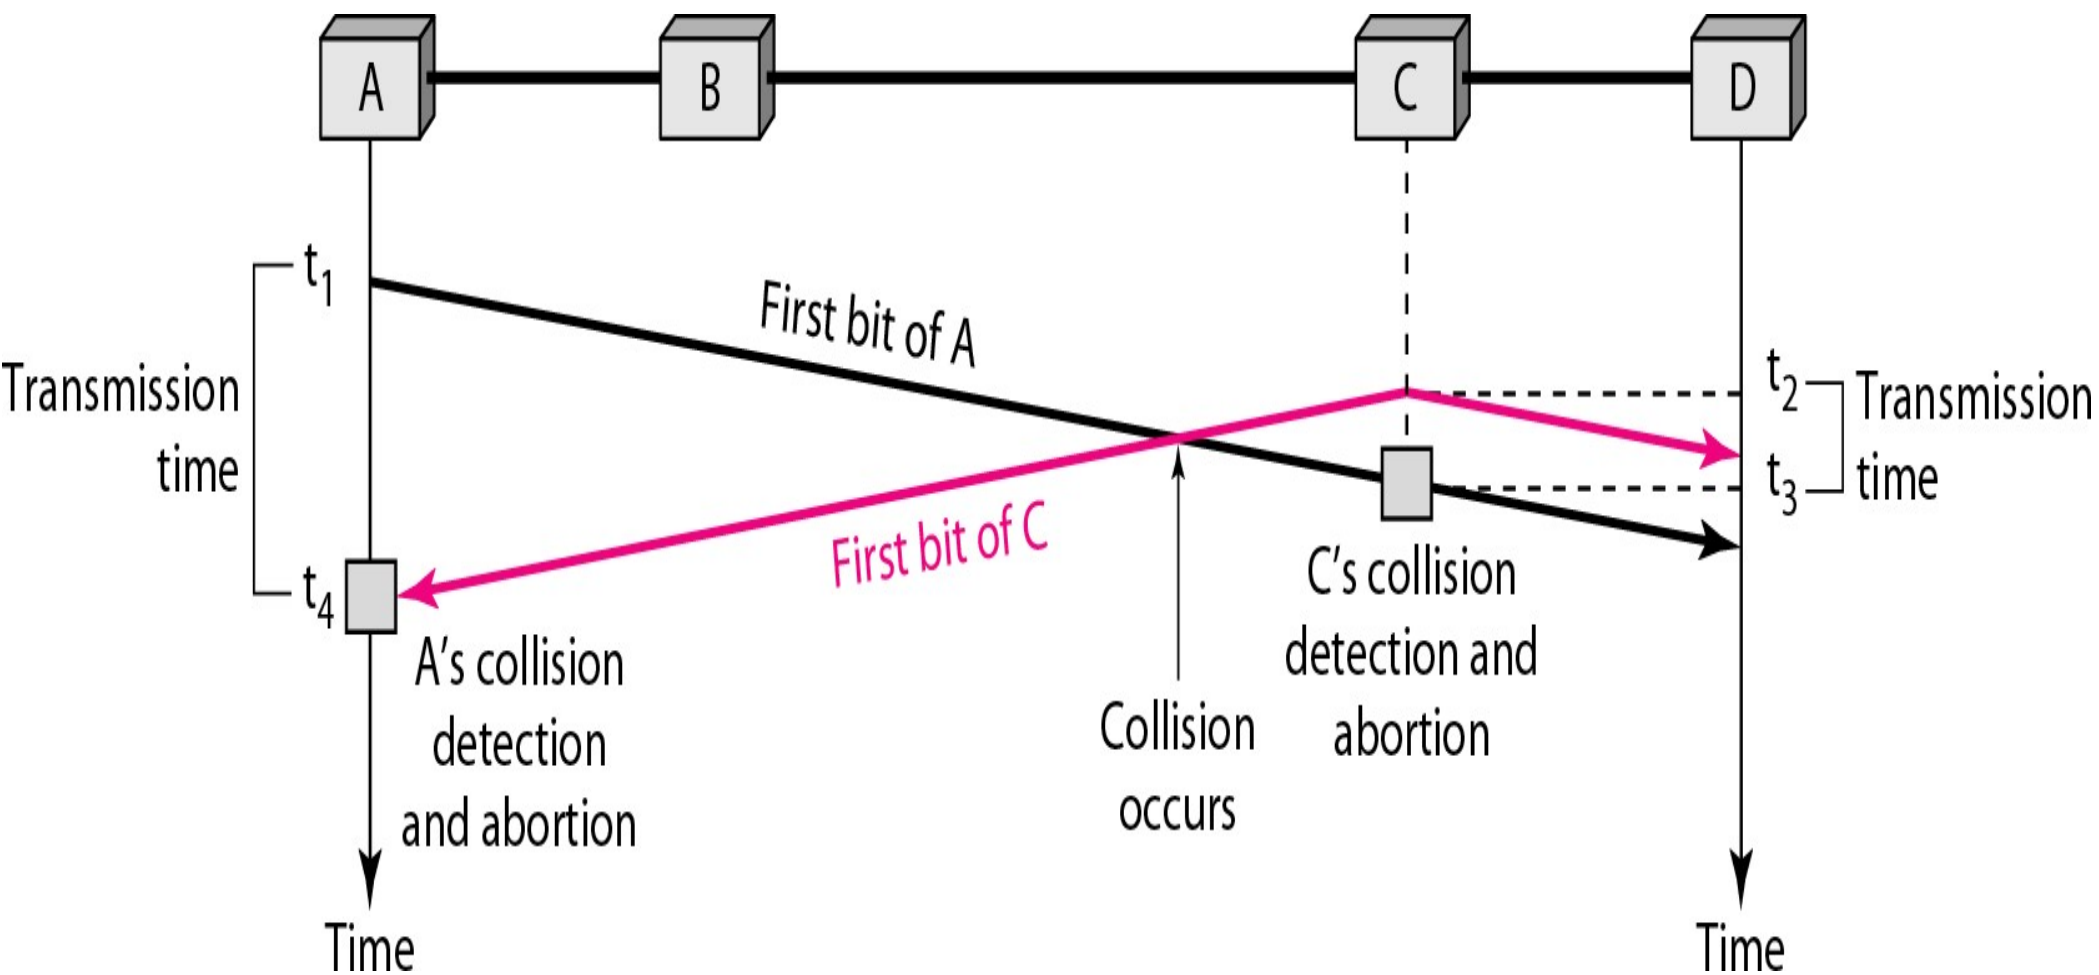 A
B
C
D
t1
First bit of A
t2
Transmission
time
Transmission
time
t3
First bit of C
t4
C's collision
detection and
abortion
A's collision
detection
and abortion
Collision
occurs
Time
Time